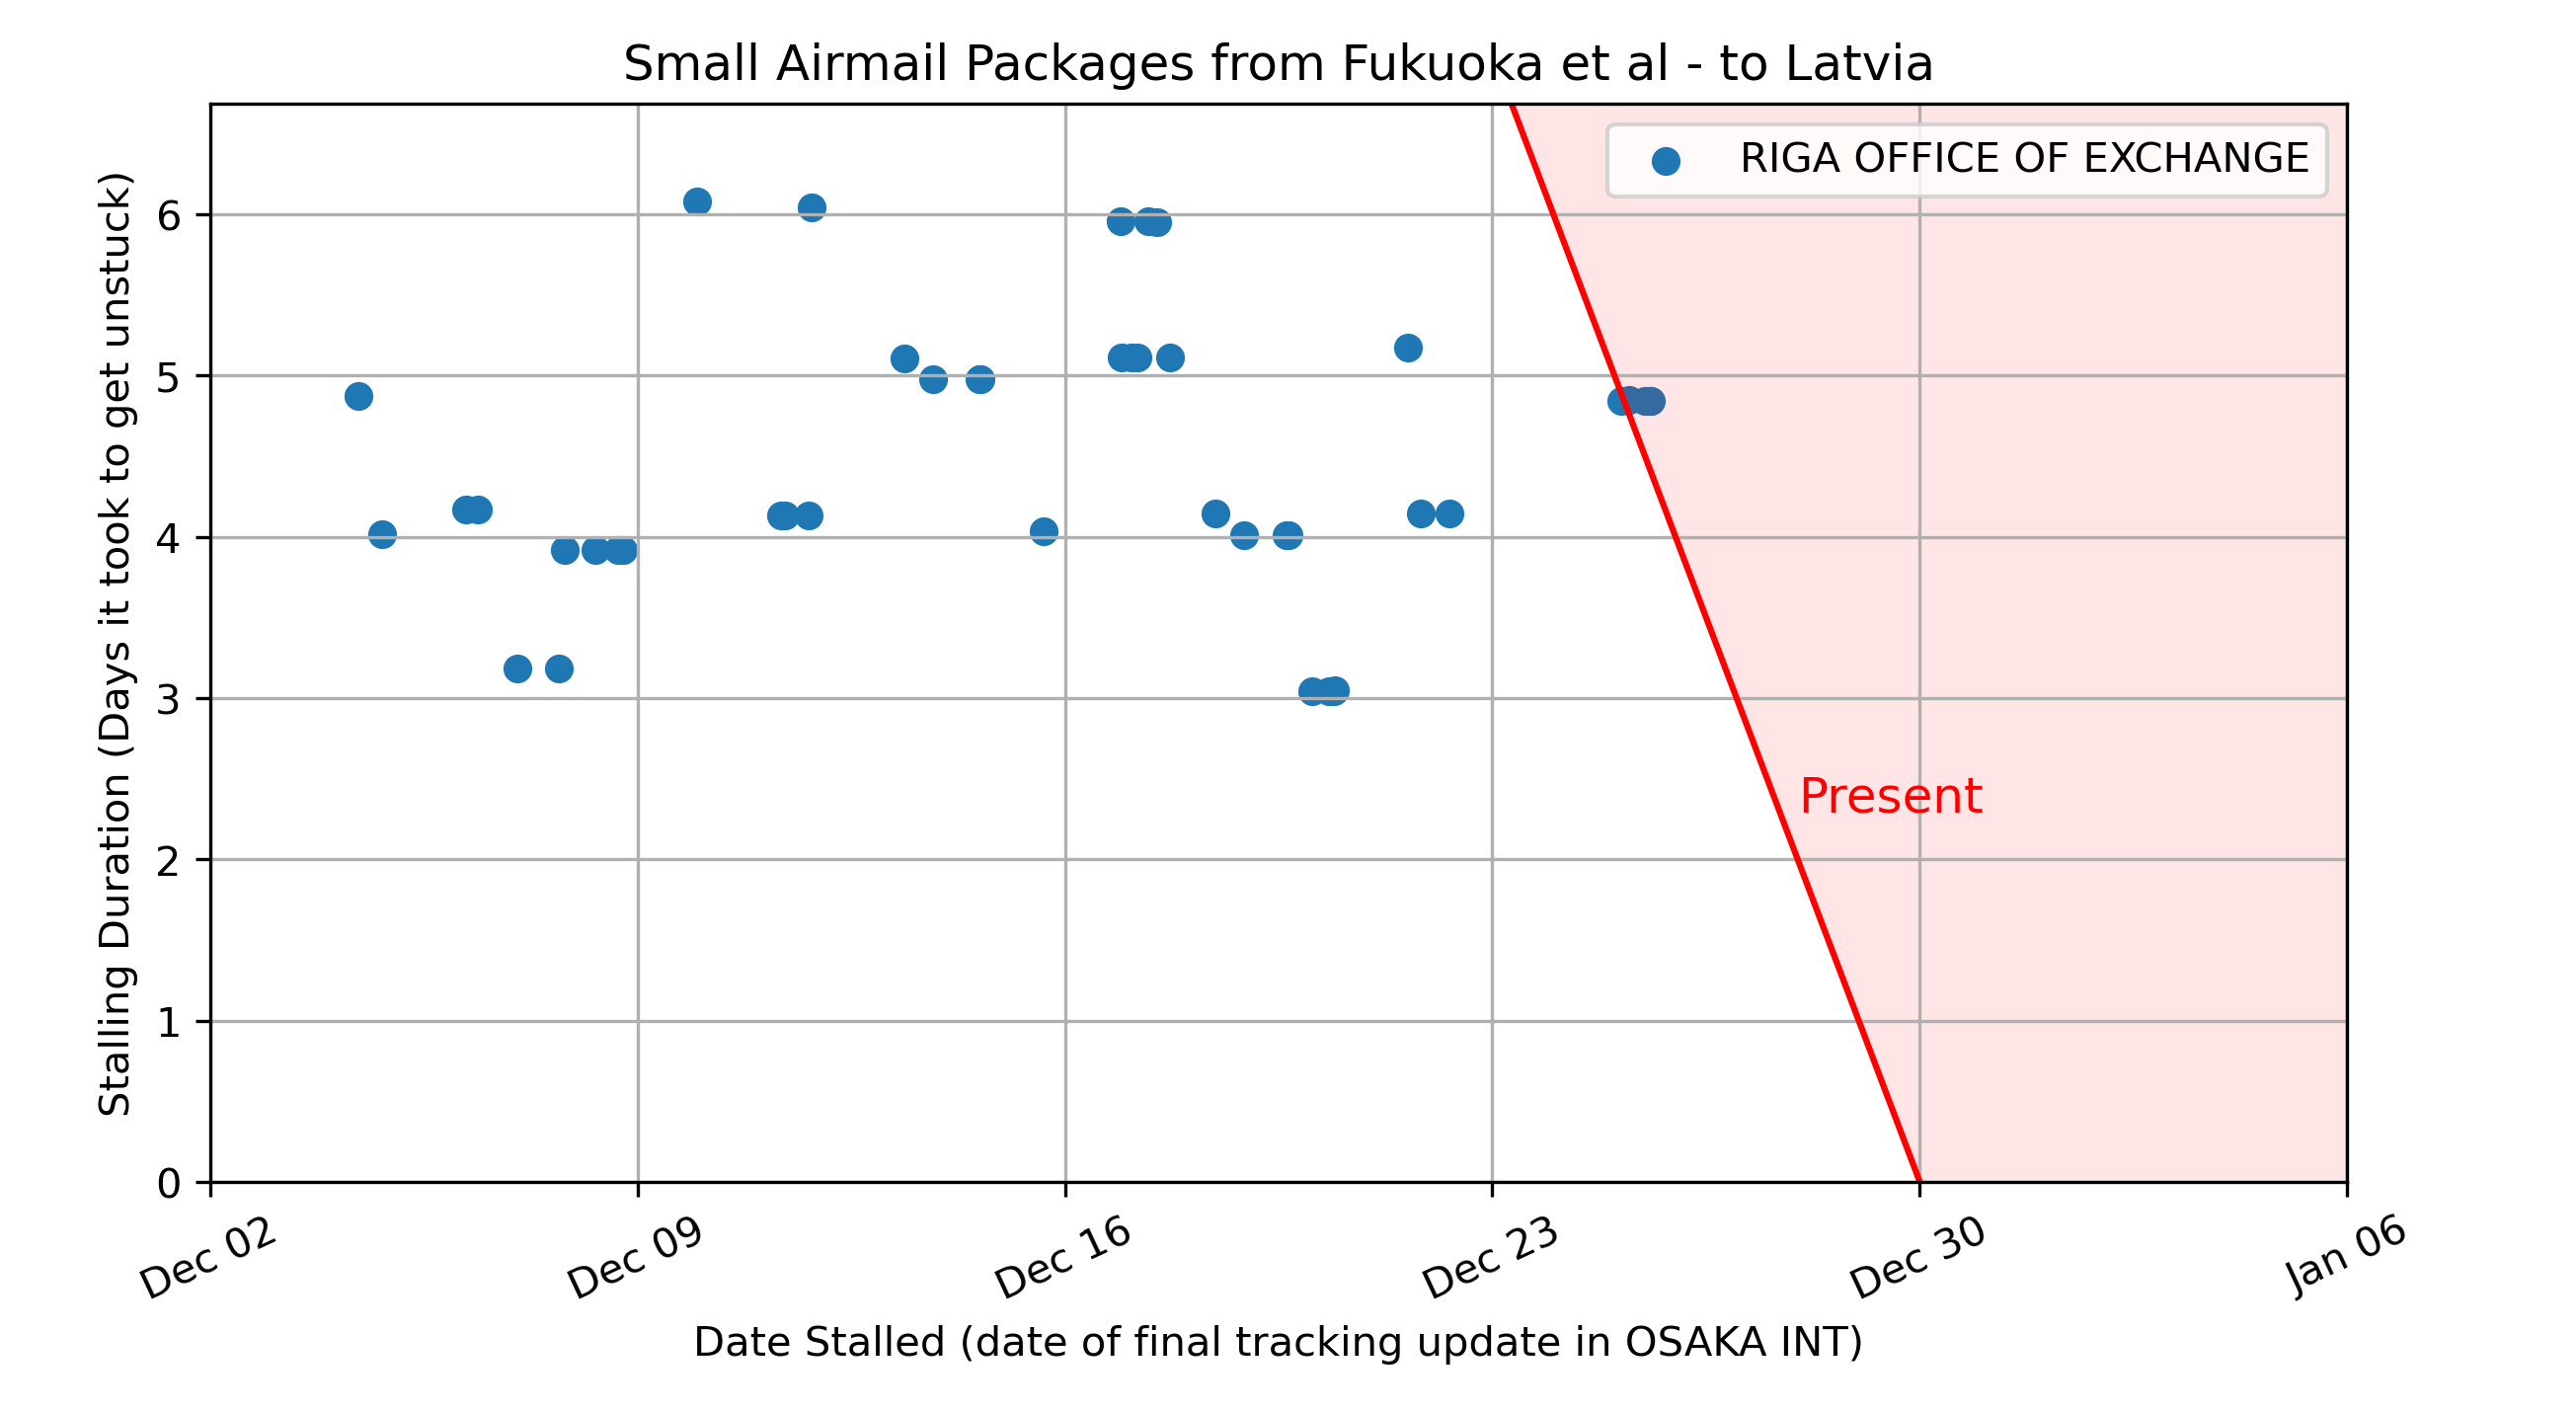 Small Airmail Packages from Fukuoka et al - to Latvia
RIGA OFFICE OF EXCHANGE
Stalling Duration (Days it took to get unstuck)
6
5
4
3
2
1
0
Present
Dec 02
Dec 09
Dec 16
Dec 23
Dec 30
Jan 06
Date Stalled (date of final tracking update in OSAKA INT)